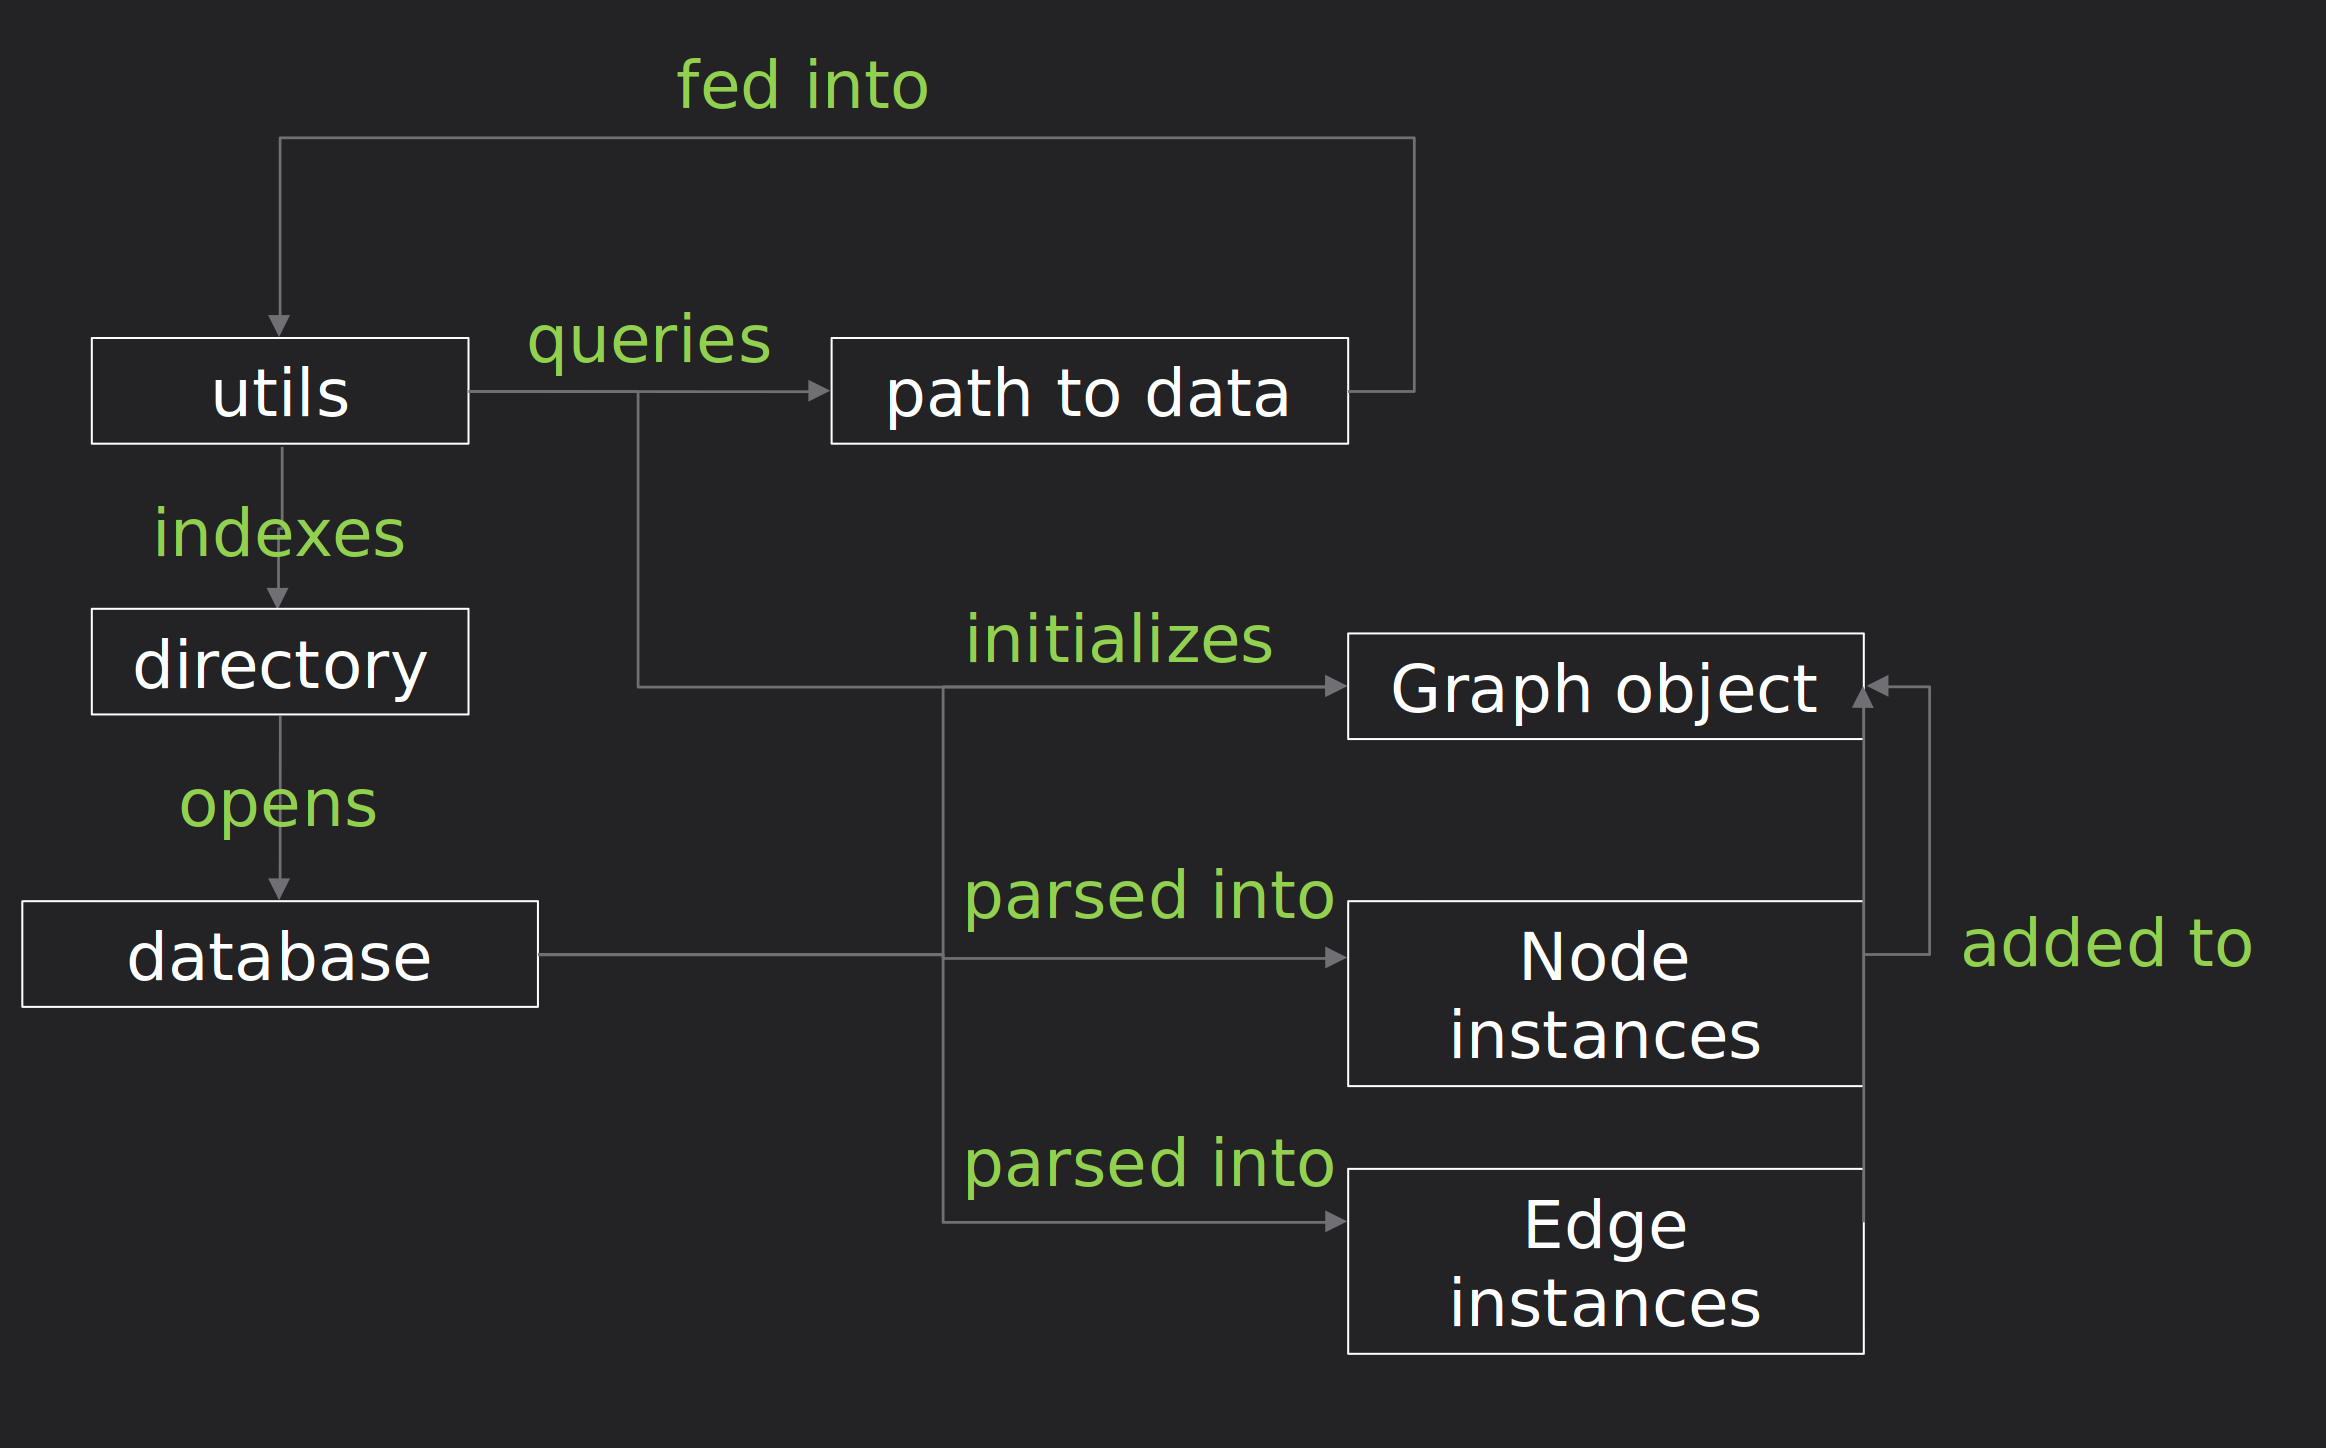 fed into
queries
utils
path to data
indexes
initializes
directory
Graph object
opens
parsed into
added to
database
Node
instances
parsed into
Edge
instances